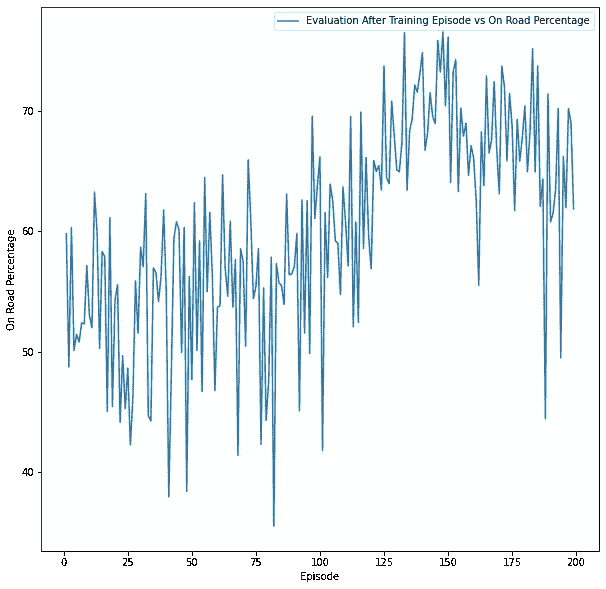 Evaluation After Training Episode vs On Road Percentage
70
60
50
40
On Road Percentage
0 25 50 75 100 125 150 175 200
Episode